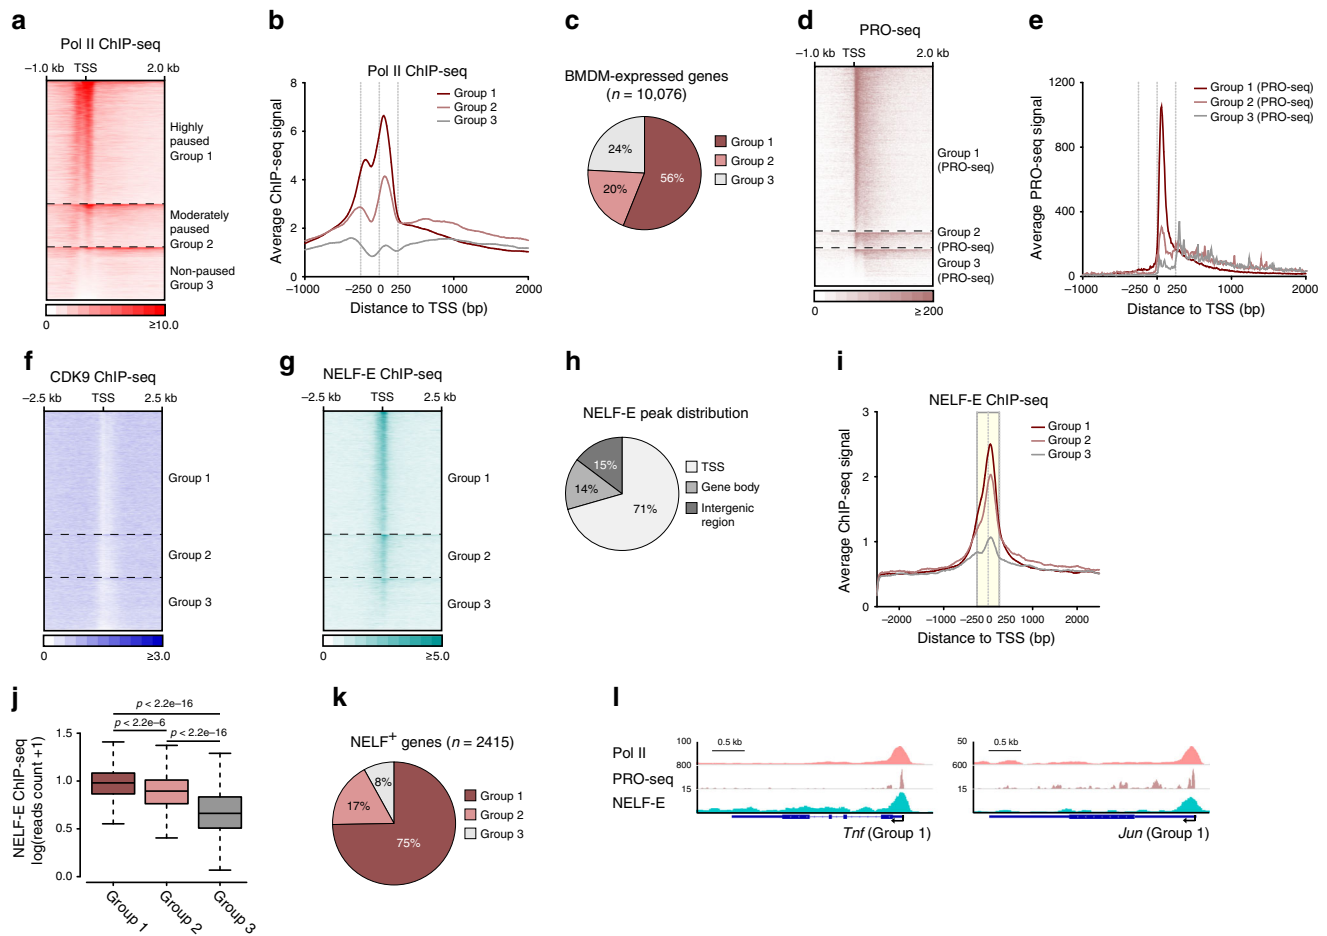 a
Pol II ChIP-seq
−1.0 kb TSS 2.0 kb
Highly
paused
Group 1
Moderately
paused
Group 2
Non-paused
Group 3
0 ≥10.0
b
Pol II ChIP-seq
Group 1
Group 2
Group 3
Average ChIP-seq signal
8
6
4
2
0
−1000 −250 0 250 1000 2000
Distance to TSS (bp)
c
BMDM-expressed genes
(n = 10,076)
24%
20%
56%
Group 1
Group 2
Group 3
d
PRO-seq
−1.0 kb TSS 2.0 kb
Group 1
(PRO-seq)
Group 2
(PRO-seq)
Group 3
(PRO-seq)
0 ≥200
e
Group 1 (PRO-seq)
Group 2 (PRO-seq)
Group 3 (PRO-seq)
Average PRO-seq signal
1200
800
400
0
−1000 −250 0 250 1000 2000
Distance to TSS (bp)
f
CDK9 ChIP-seq
−2.5 kb TSS 2.5 kb
Group 1
Group 2
Group 3
0 ≥3.0
g
NELF-E ChIP-seq
−2.5 kb TSS 2.5 kb
Group 1
Group 2
Group 3
0 ≥5.0
h
NELF-E peak distribution
15%
14%
71%
TSS
Gene body
Intergenic
region
i
NELF-E ChIP-seq
Group 1
Group 2
Group 3
Average ChIP-seq signal
3
2
1
0
−2000 −1000 −250 0 250 1000 2000
Distance to TSS (bp)
j
p < 2.2e−16
p < 2.2e−6 p < 2.2e−16
NELF-E ChIP-seq
log(reads count +1)
1.5
1.0
0.5
0.0
Group 1
Group 2
Group 3
k
NELF+ genes (n = 2415)
8%
17%
75%
Group 1
Group 2
Group 3
l
Pol II
PRO-seq
NELF-E
100
800
15
0.5 kb
Tnf (Group 1)
50
600
15
0.5 kb
Jun (Group 1)